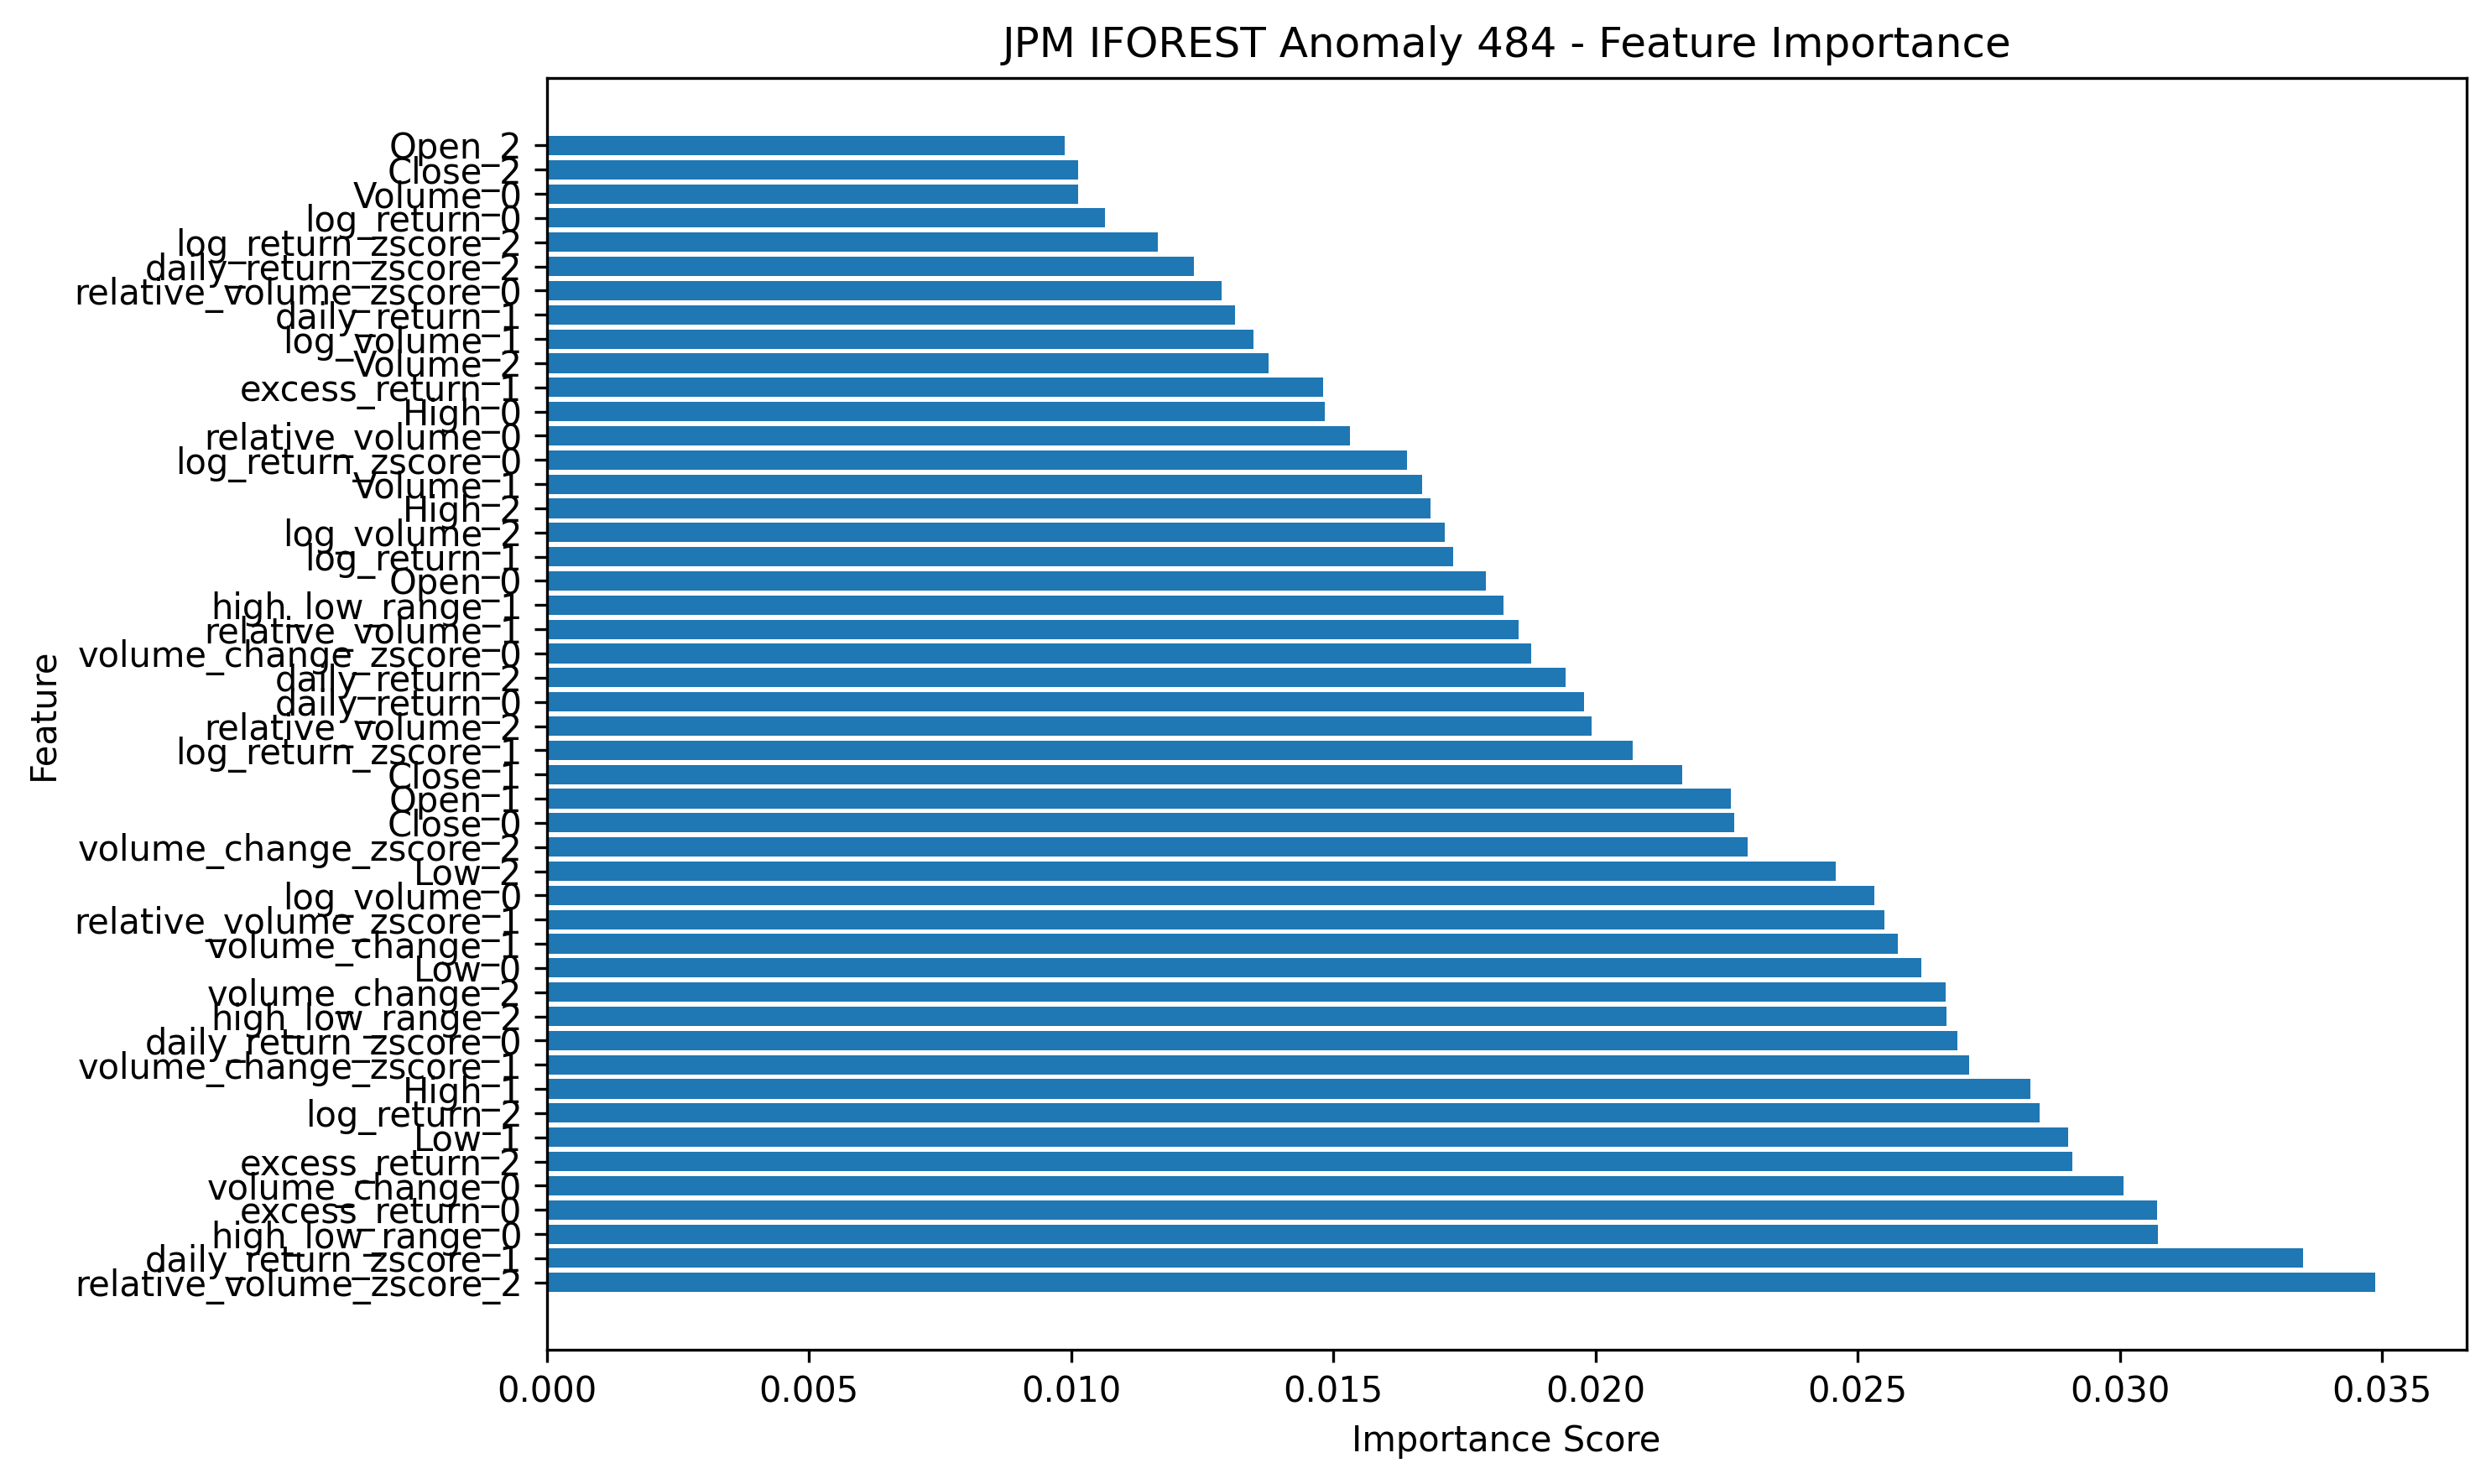 JPM IFOREST Anomaly 484 - Feature Importance
Open_2
Close_2
Volume_0
log_return_0
log_return_zscore_2
daily_return_zscore_2
relative_volume_zscore_0
daily_return_1
log_volume_1
Volume_2
excess_return_1
High_0
relative_volume_0
log_return_zscore_0
Volume_1
High_2
log_volume_2
log_return_1
Open_0
high_low_range_1
relative_volume_1
volume_change_zscore_0
daily_return_2
daily_return_0
relative_volume_2
log_return_zscore_1
Close_1
Open_1
Close_0
volume_change_zscore_2
Low_2
log_volume_0
relative_volume_zscore_1
volume_change_1
Low_0
volume_change_2
high_low_range_2
daily_return_zscore_0
volume_change_zscore_1
High_1
log_return_2
Low_1
excess_return_2
volume_change_0
excess_return_0
high_low_range_0
daily_return_zscore_1
relative_volume_zscore_2
Feature
0.000 0.005 0.010 0.015 0.020 0.025 0.030 0.035
Importance Score